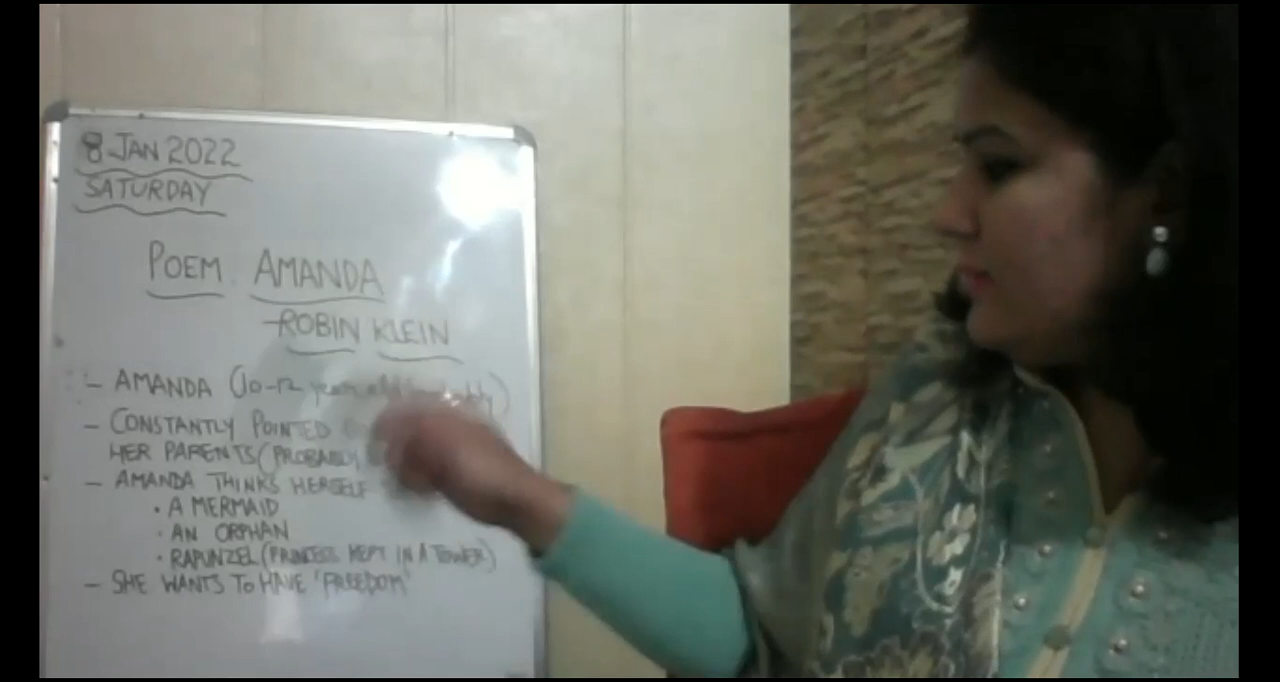 8 JAN 2022
SATURDAY
POEM AMANDA
-ROBIN KLEIN
- AMANDA (10-12 year
- CONSTANTLY POINTED
HER PARENTS (PROBABLY
- AMANDA THINKS HERSELF
• A MERMAID
• AN ORPHAN
• RAPUNZEL (PRINCESS KEPT IN A TOWER)
- SHE WANTS TO HAVE 'FREEDOM'